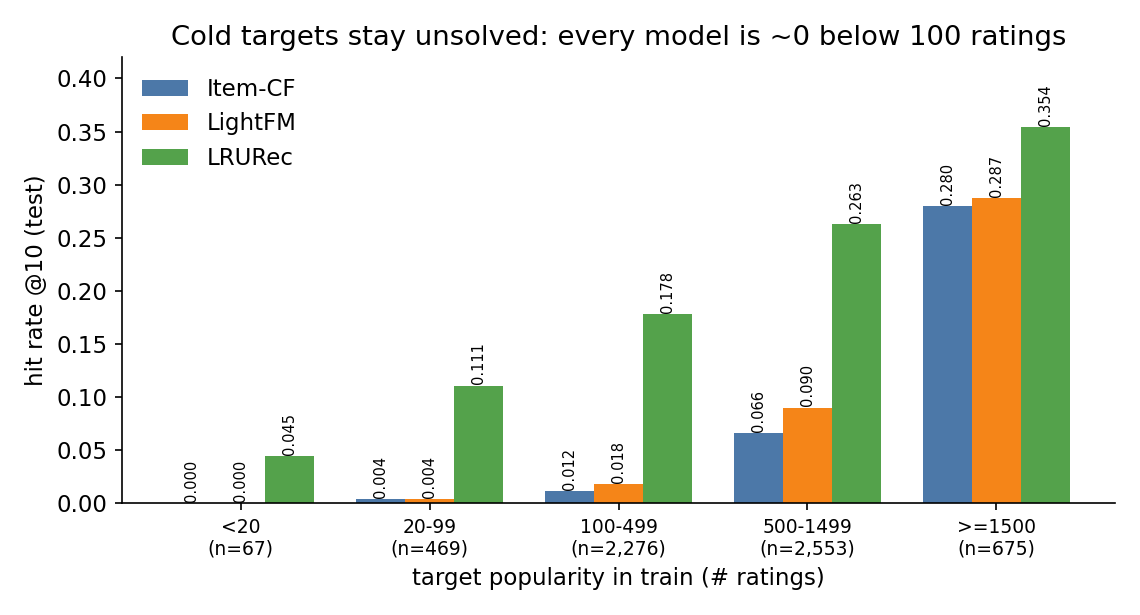 Cold targets stay unsolved: every model is ~0 below 100 ratings
Item-CF
LightFM
LRURec
hit rate @10 (test)
0.40
0.35
0.30
0.25
0.20
0.15
0.10
0.05
0.00
0.000
0.000
0.045
0.004
0.004
0.111
0.012
0.018
0.178
0.066
0.090
0.263
0.280
0.287
0.354
<20
(n=67)
20-99
(n=469)
100-499
(n=2,276)
500-1499
(n=2,553)
>=1500
(n=675)
target popularity in train (# ratings)